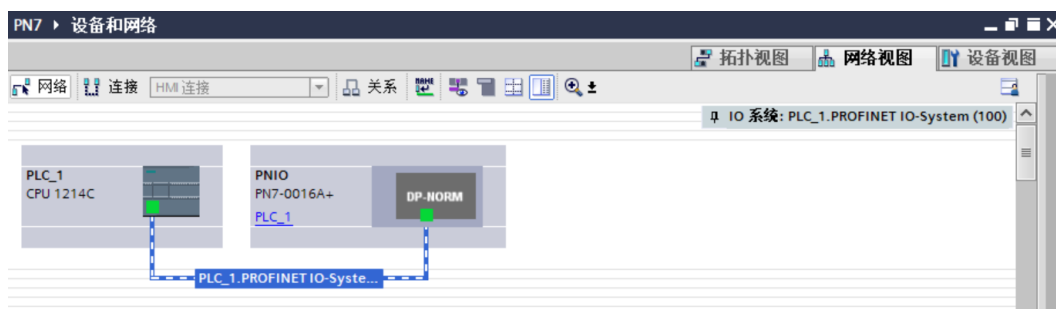 PN7 ▸ 设备和网络
拓扑视图 网络视图 设备视图
网络 连接 HMI 连接 关系
IO 系统: PLC_1.PROFINET IO-System (100)
PLC_1
CPU 1214C
PNIO
PN7-0016A+
PLC_1
DP-NORM
PLC_1.PROFINET IO-Syste...